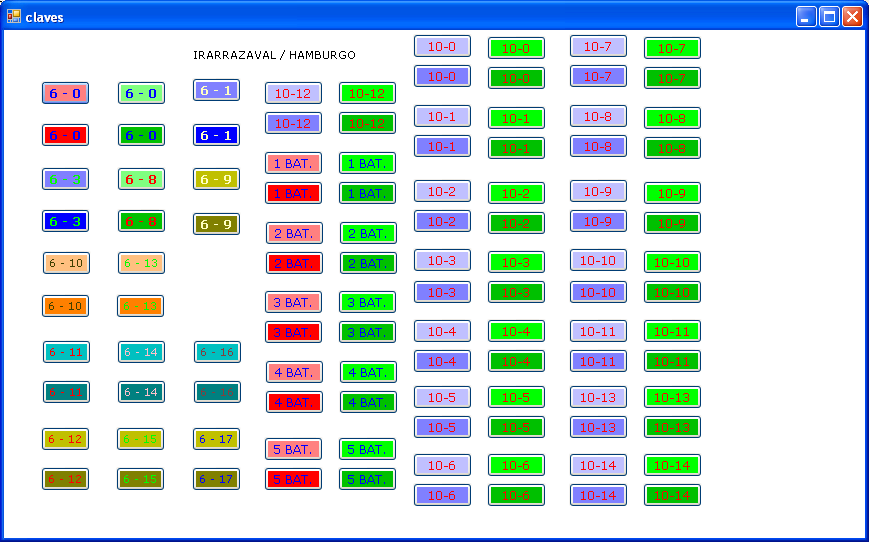 claves
IRARRAZAVAL / HAMBURGO
6 - 0 6 - 0 6 - 1
6 - 0 6 - 0 6 - 1
6 - 3 6 - 8 6 - 9
6 - 3 6 - 8 6 - 9
6 - 10 6 - 13
6 - 10 6 - 13
6 - 11 6 - 14 6 - 16
6 - 11 6 - 14 6 - 16
6 - 12 6 - 15 6 - 17
6 - 12 6 - 15 6 - 17
10-12 10-12
10-12 10-12
1 BAT. 1 BAT.
1 BAT. 1 BAT.
2 BAT. 2 BAT.
2 BAT. 2 BAT.
3 BAT. 3 BAT.
3 BAT. 3 BAT.
4 BAT. 4 BAT.
4 BAT. 4 BAT.
5 BAT. 5 BAT.
5 BAT. 5 BAT.
10-0 10-0 10-7 10-7
10-0 10-0 10-7 10-7
10-1 10-1 10-8 10-8
10-1 10-1 10-8 10-8
10-2 10-2 10-9 10-9
10-2 10-2 10-9 10-9
10-3 10-3 10-10 10-10
10-3 10-3 10-10 10-10
10-4 10-4 10-11 10-11
10-4 10-4 10-11 10-11
10-5 10-5 10-13 10-13
10-5 10-5 10-13 10-13
10-6 10-6 10-14 10-14
10-6 10-6 10-14 10-14